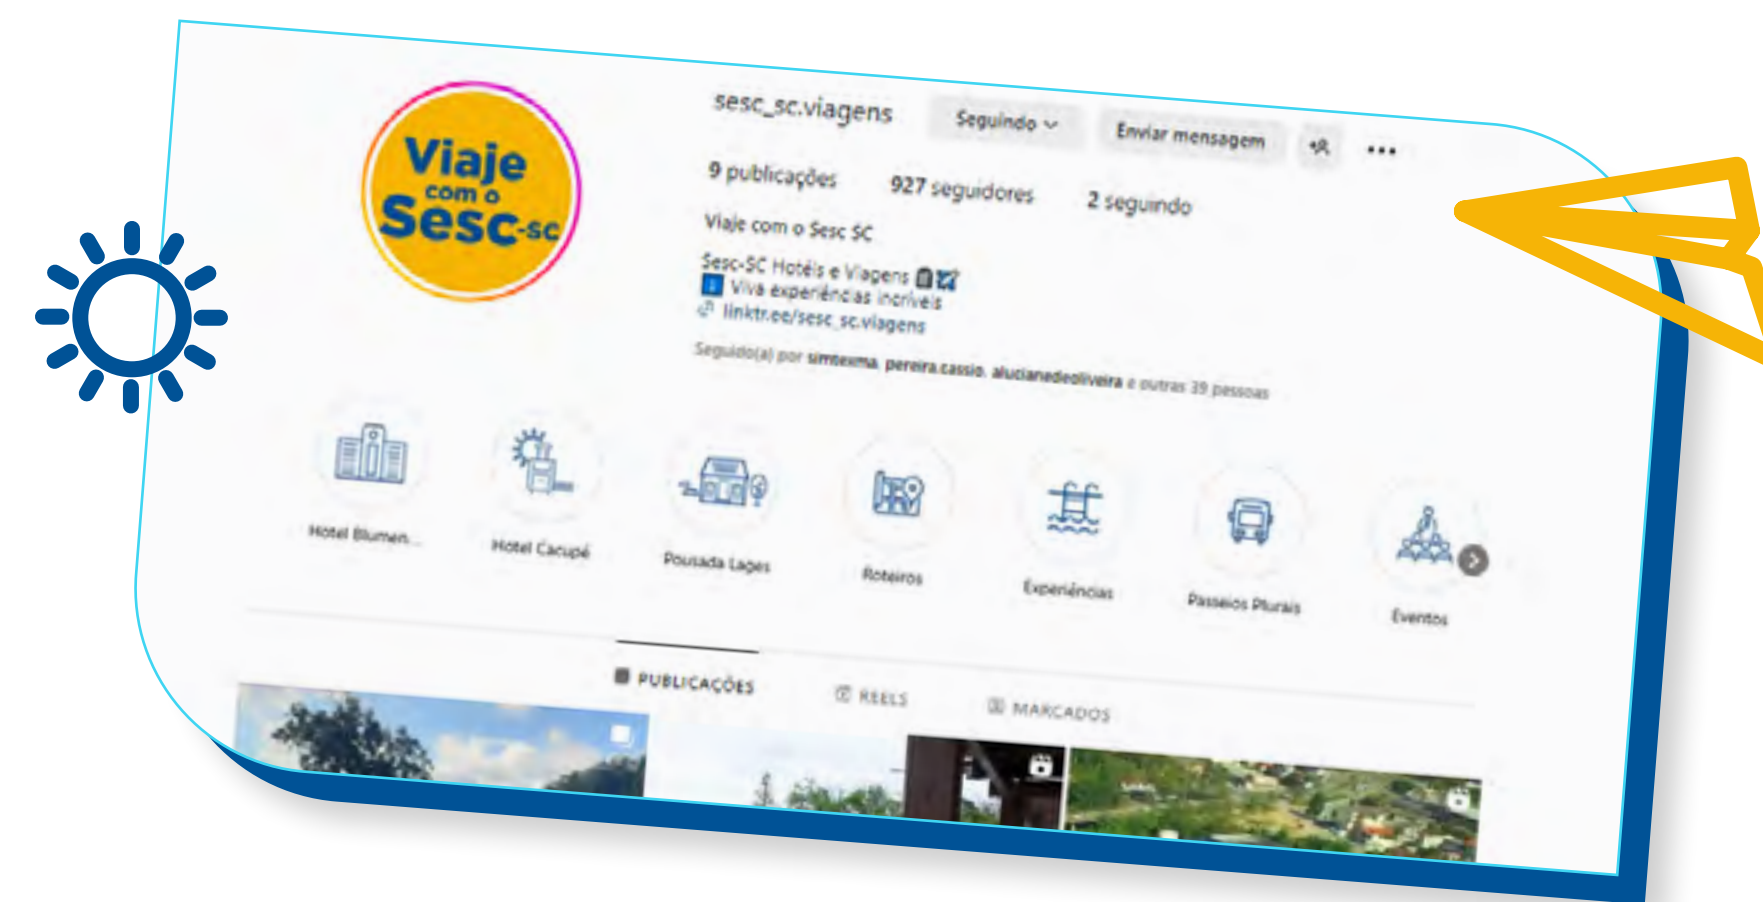 Viaje
com o
Sesc-SC
sesc_sc.viagens Seguindo Enviar mensagem
9 publicações 927 seguidores 2 seguindo
Viaje com o Sesc SC
Sesc-SC Hotéis e Viagens
Viva experiências incríveis
linktr.ee/sesc_sc.viagens
Seguido(a) por simtexma, pereira.cassio, alucianedeoliveira e outras 39 pessoas
Hotel Blumen... Hotel Cacupé Pousada Lages Roteiros Experiências Passeios Plurais Eventos
PUBLICAÇÕES REELS MARCADOS